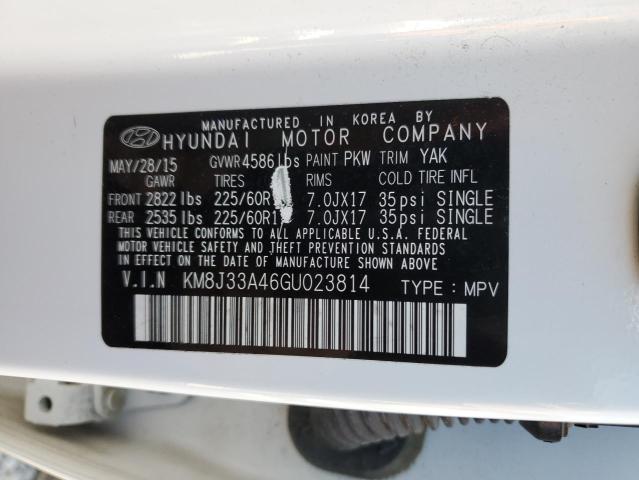 MANUFACTURED IN KOREA BY
HYUNDAI MOTOR COMPANY
MAY/28/15 GVWR 4586 lbs PAINT PKW TRIM YAK
GAWR TIRES RIMS COLD TIRE INFL
FRONT 2822 lbs 225/60R 7.0JX17 35psi SINGLE
REAR 2535 lbs 225/60R1 7.0JX17 35psi SINGLE
THIS VEHICLE CONFORMS TO ALL APPLICABLE U.S.A. FEDERAL
MOTOR VEHICLE SAFETY AND THEFT PREVENTION STANDARDS
IN EFFECT ON THE DATE OF MANUFACTURE SHOWN ABOVE.
V.I.N KM8J33A46GU023814 TYPE : MPV